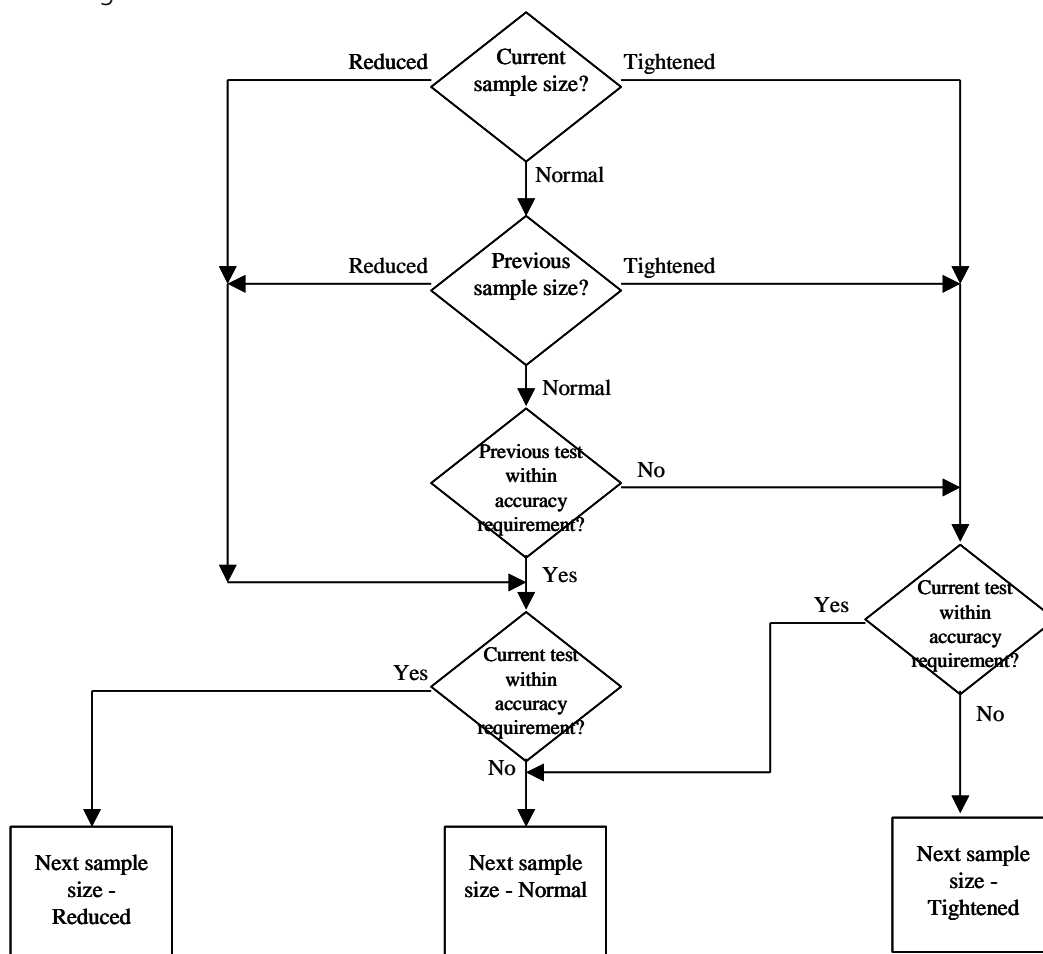 Reduced
Current
sample size?
Tightened
Normal
Reduced
Previous
sample size?
Tightened
Normal
Previous test
within
accuracy
requirement?
No
Yes
Current test
within
accuracy
requirement?
Yes
No
Yes
Current test
within
accuracy
requirement?
No
Next sample
size -
Reduced
Next sample
size - Normal
Next sample
size -
Tightened